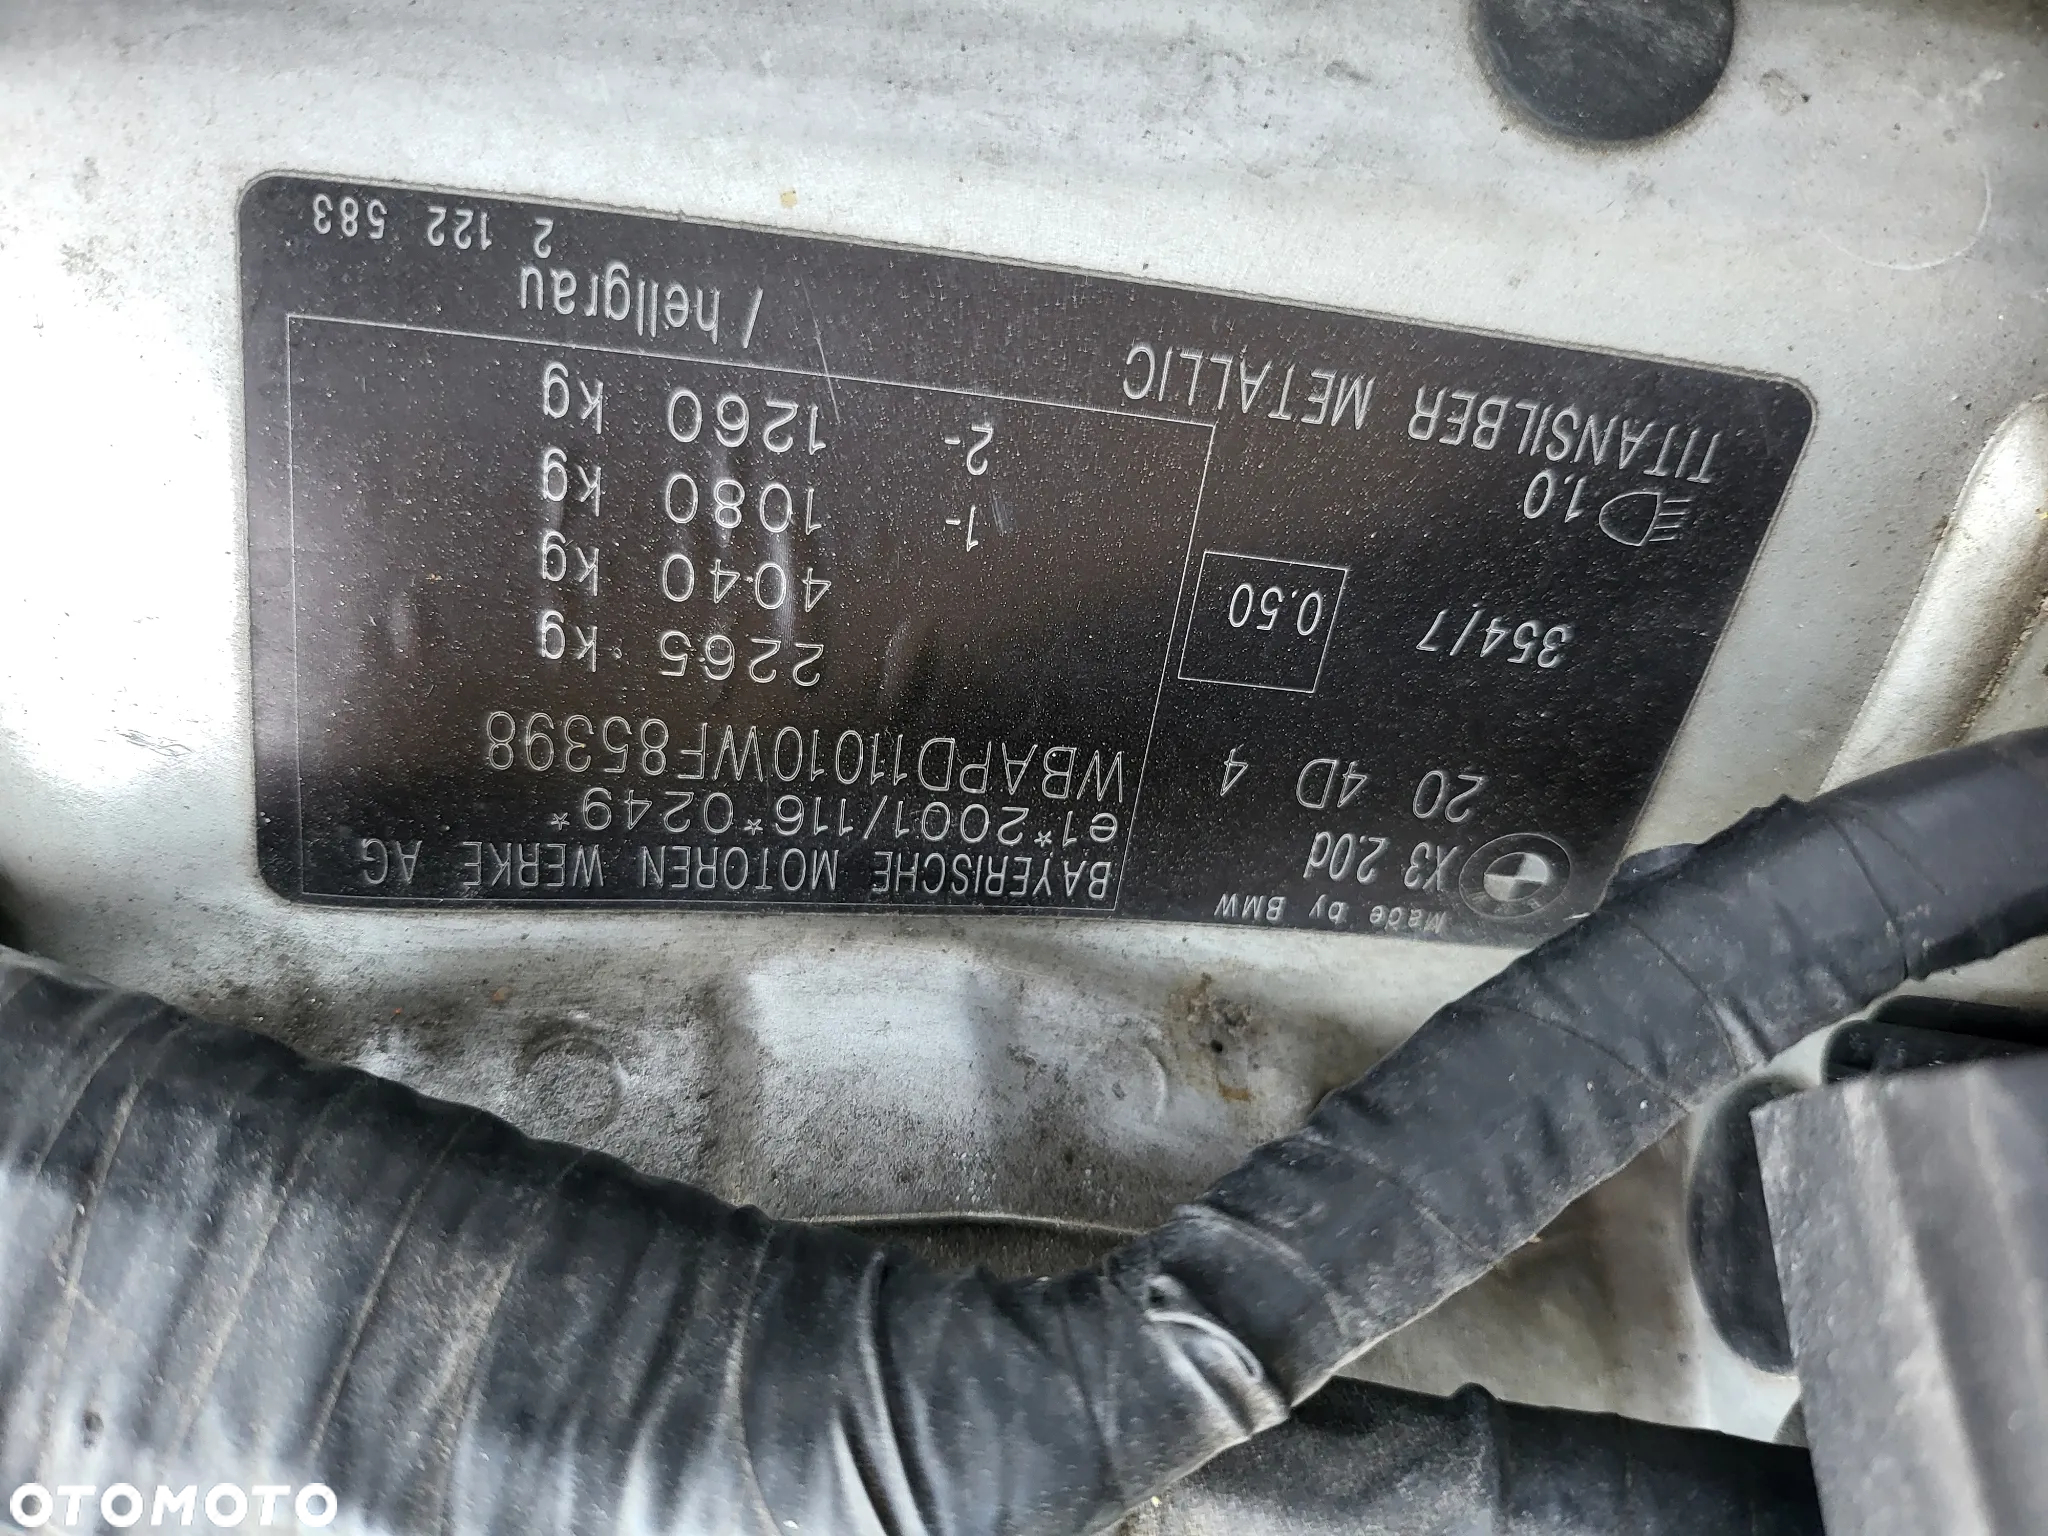 Made by BMW
X3 2.0d
20 4D 4
354/7
0.50
1.0
TITANSILBER METALLIC
/hellgrau
2 122 583
BAYERISCHE MOTOREN WERKE AG
e1*2001/116*0249*
WBAPD11010WF85398
2265 kg
4040 kg
1- 1080 kg
2- 1260 kg
OTOMOTO